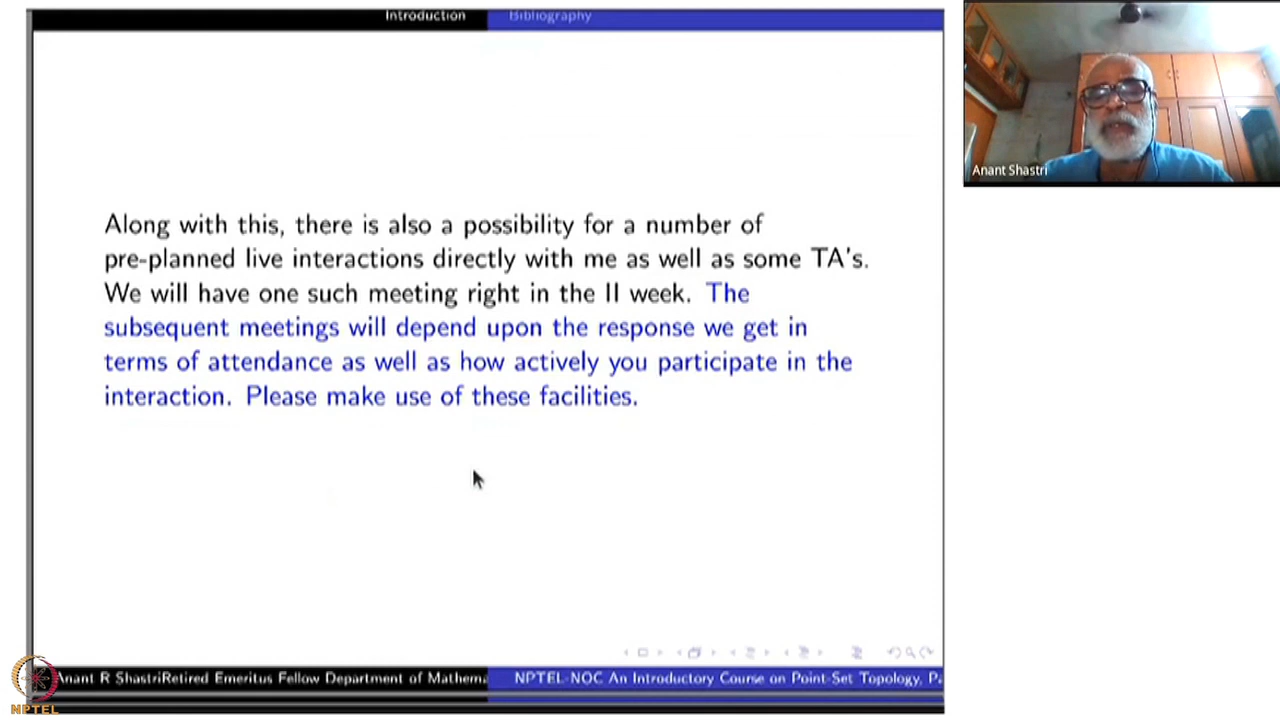 Introduction
Bibliography
Anant Shastri
Along with this, there is also a possibility for a number of
pre-planned live interactions directly with me as well as some TA's.
We will have one such meeting right in the II week. The
subsequent meetings will depend upon the response we get in
terms of attendance as well as how actively you participate in the
interaction. Please make use of these facilities.
Anant R ShastriRetired Emeritus Fellow Department of Mathema
NPTEL-NOC An Introductory Course on Point-Set Topology, Pa
NPTEL